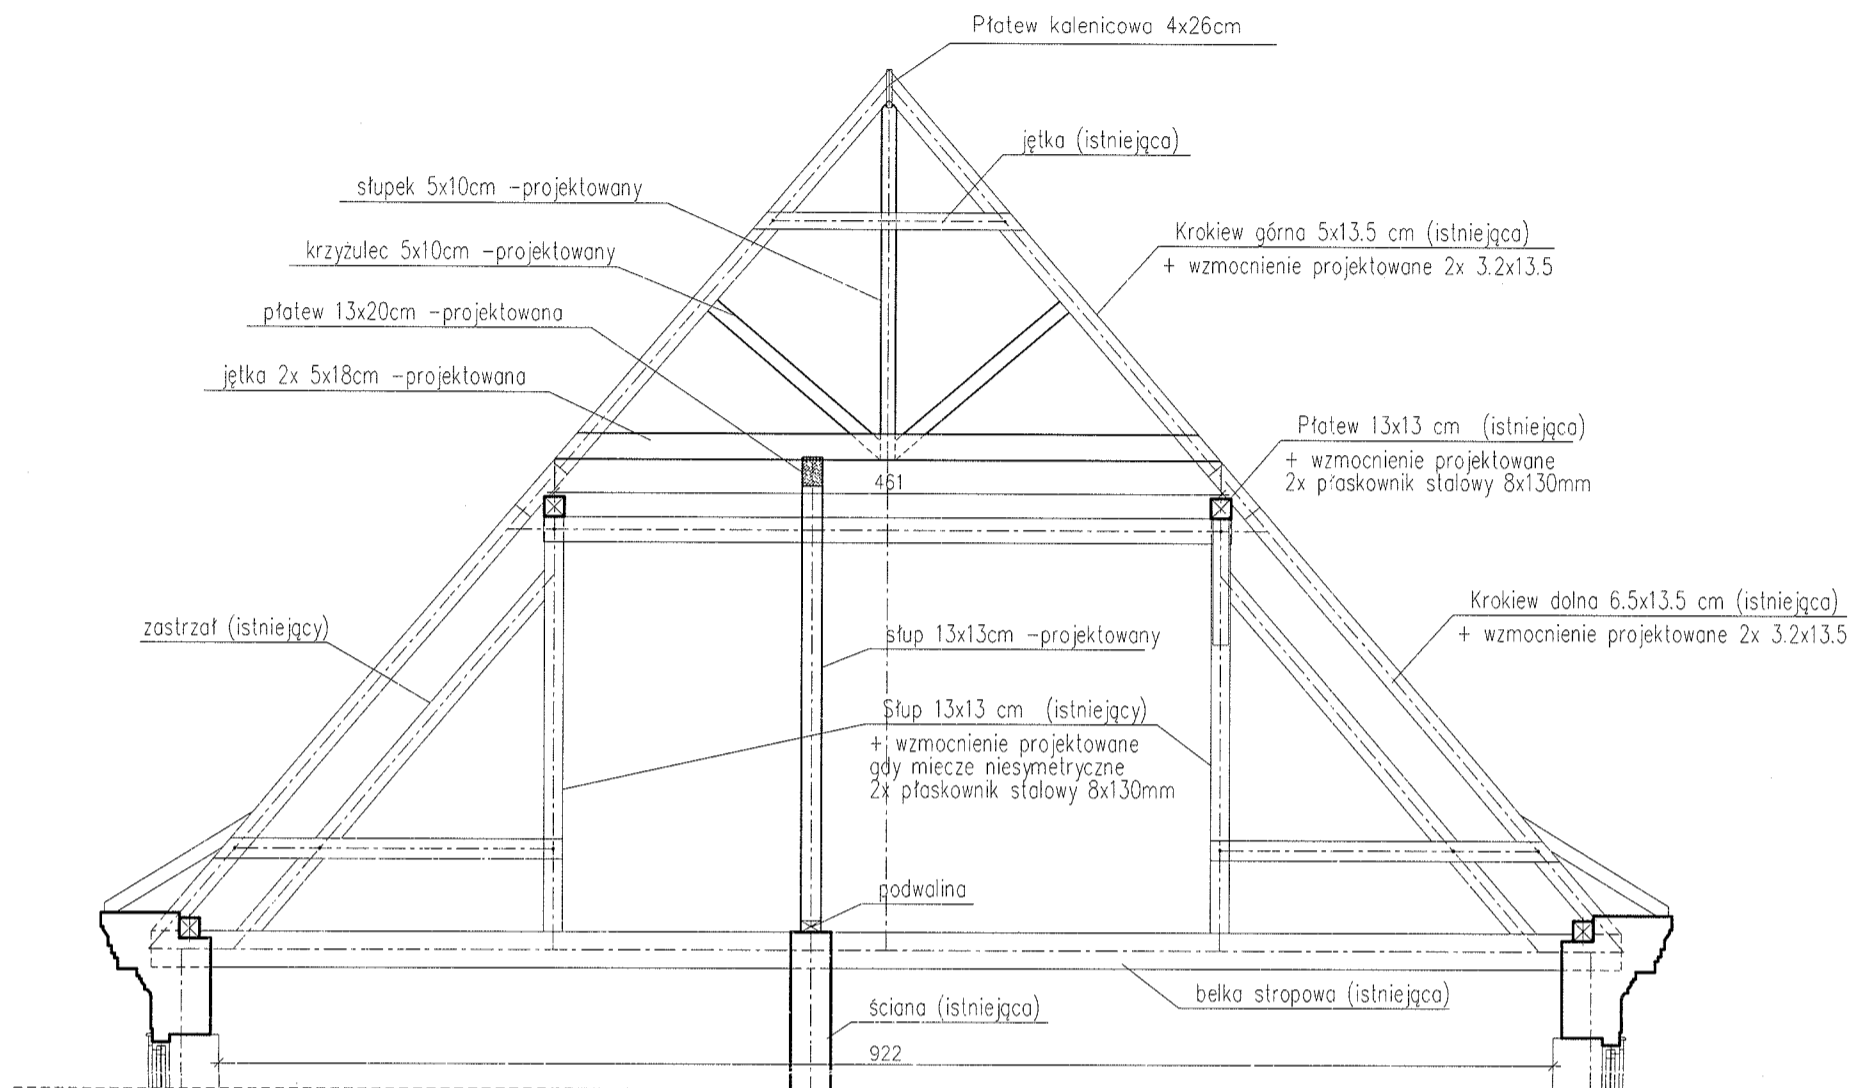 Płatew kalenicowa 4x26cm
jętka (istniejąca)
słupek 5x10cm -projektowany
krzyżulec 5x10cm -projektowany
płatew 13x20cm -projektowana
jętka 2x 5x18cm -projektowana
Krokiew górna 5x13.5 cm (istniejąca)
+ wzmocnienie projektowane 2x 3.2x13.5
Płatew 13x13 cm (istniejąca)
+ wzmocnienie projektowane
2x płaskownik stalowy 8x130mm
461
zastrzał (istniejący)
słup 13x13cm -projektowany
Krokiew dolna 6.5x13.5 cm (istniejąca)
+ wzmocnienie projektowane 2x 3.2x13.5
Słup 13x13 cm (istniejący)
+ wzmocnienie projektowane
gdy miecze niesymetryczne
2x płaskownik stalowy 8x130mm
podwalina
belka stropowa (istniejąca)
ściana (istniejąca)
922